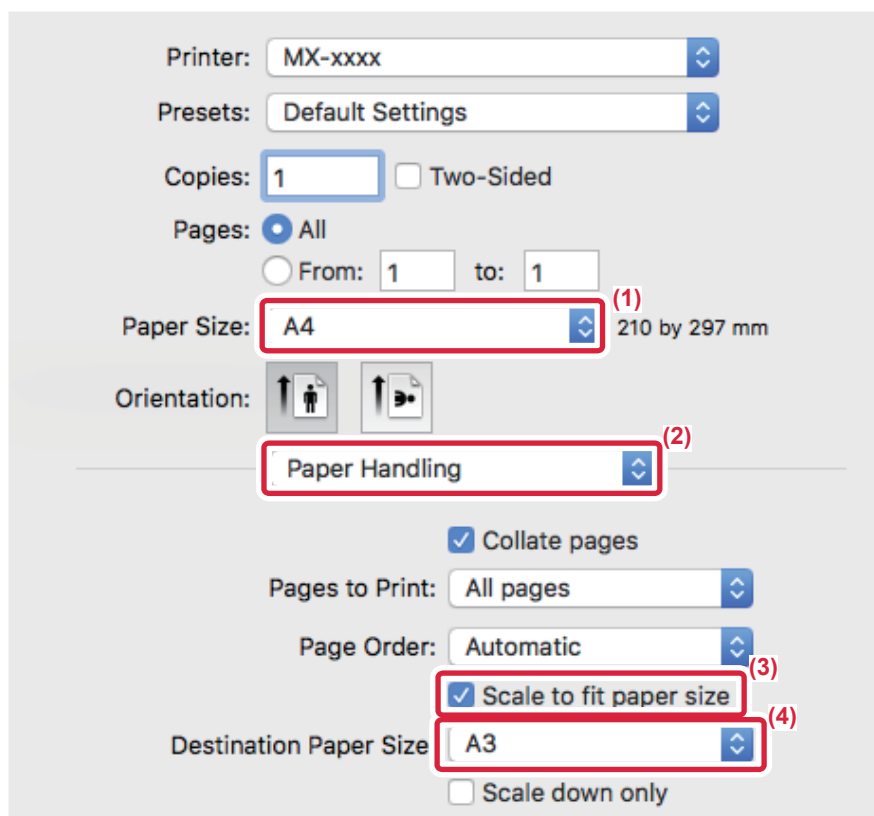 Printer: MX-xxxx
Presets: Default Settings
Copies: 1 Two-Sided
Pages: All
From: 1 to: 1
(1)
Paper Size: A4 210 by 297 mm
Orientation:
(2)
Paper Handling
Collate pages
Pages to Print: All pages
Page Order: Automatic
(3)
Scale to fit paper size
(4)
Destination Paper Size A3
Scale down only